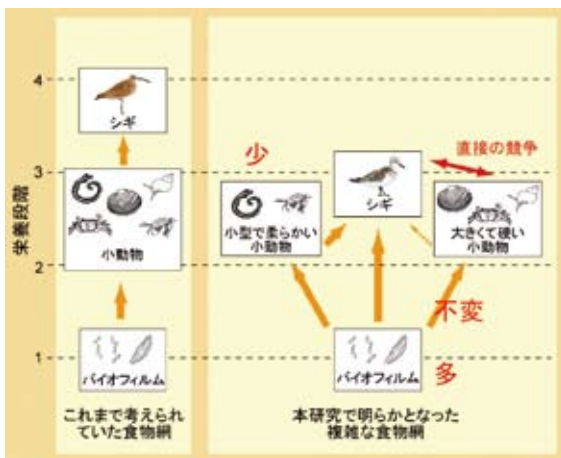 栄養段階
4
3
2
1
シギ
小動物
バイオフィルム
これまで考えられ
ていた食物網
少
直接の競争
シギ
小型で柔らかい
小動物
大きくて硬い
小動物
不変
多
バイオフィルム
本研究で明らかとなった
複雑な食物網